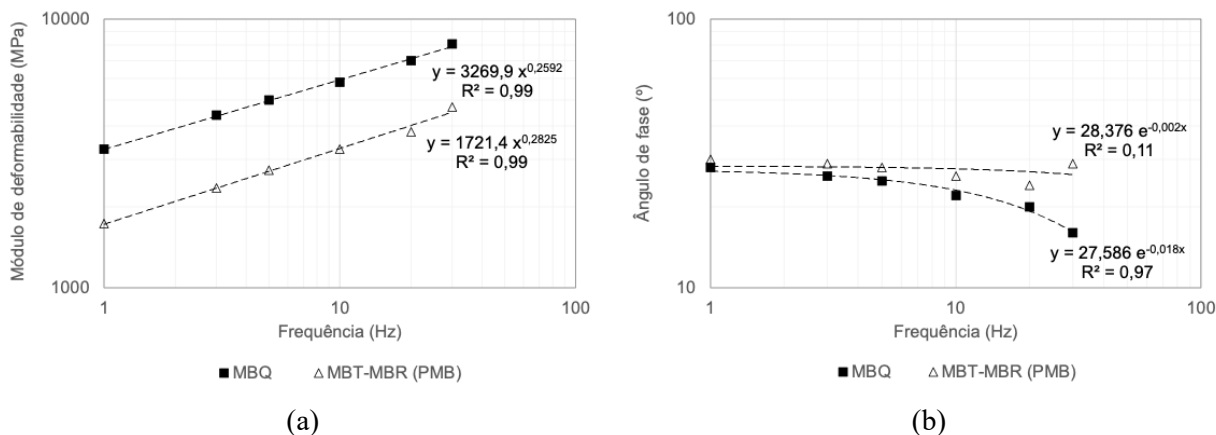 10000
1000
Módulo de deformabilidade (MPa)
y = 3269,9 x^0,2592
R² = 0,99
y = 1721,4 x^0,2825
R² = 0,99
1 10 100
Frequência (Hz)
MBQ MBT-MBR (PMB)
(a)
100
10
Ângulo de fase (º)
y = 28,376 e^-0,002x
R² = 0,11
y = 27,586 e^-0,018x
R² = 0,97
1 10 100
Frequência (Hz)
MBQ MBT-MBR (PMB)
(b)